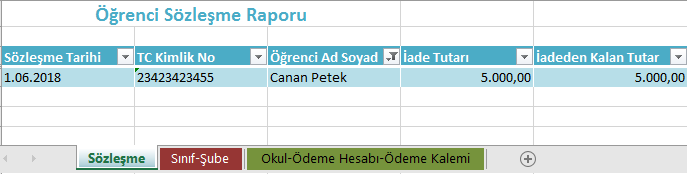 Öğrenci Sözleşme Raporu
Sözleşme Tarihi TC Kimlik No Öğrenci Ad Soyad İade Tutarı İadeden Kalan Tutar
1.06.2018 23423423455 Canan Petek 5.000,00 5.000,00
Sözleşme Sınıf-Şube Okul-Ödeme Hesabı-Ödeme Kalemi